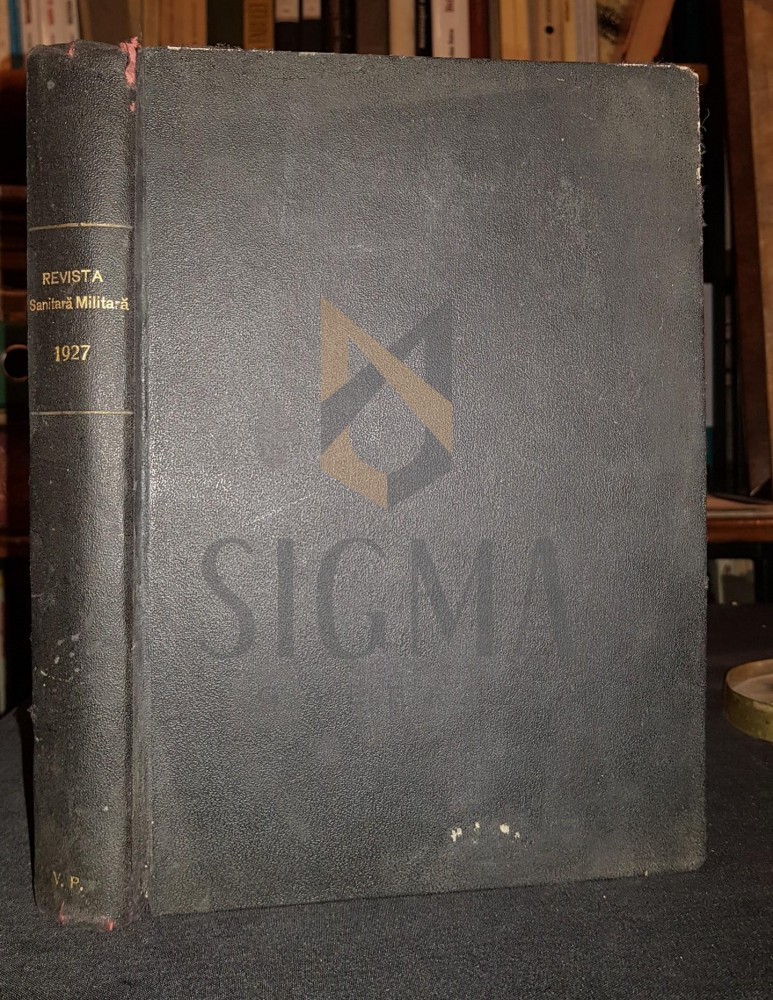 REVISTA
Sanitară Militară
1927
V. P.
SIGMA